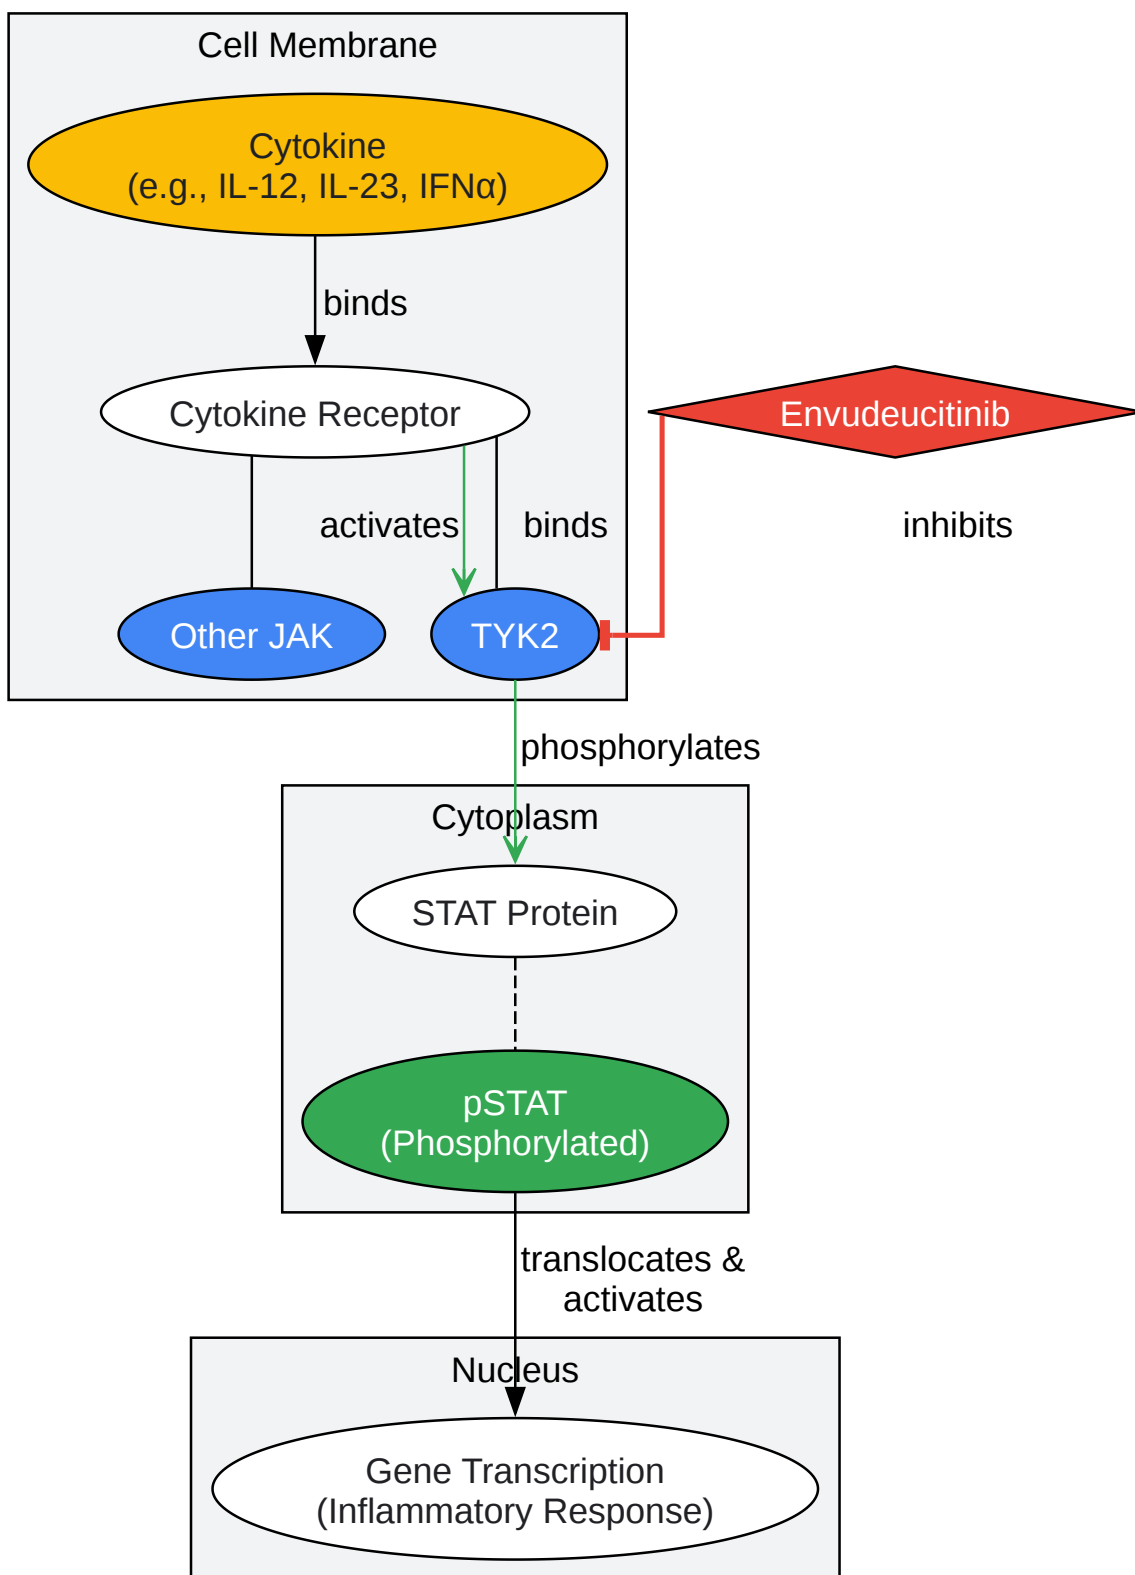 Cell Membrane
Cytokine
(e.g., IL-12, IL-23, IFNα)
binds
Cytokine Receptor
Envudeucitinib
activates
binds
inhibits
Other JAK
TYK2
phosphorylates
Cytoplasm
STAT Protein
pSTAT
(Phosphorylated)
translocates &
activates
Nucleus
Gene Transcription
(Inflammatory Response)